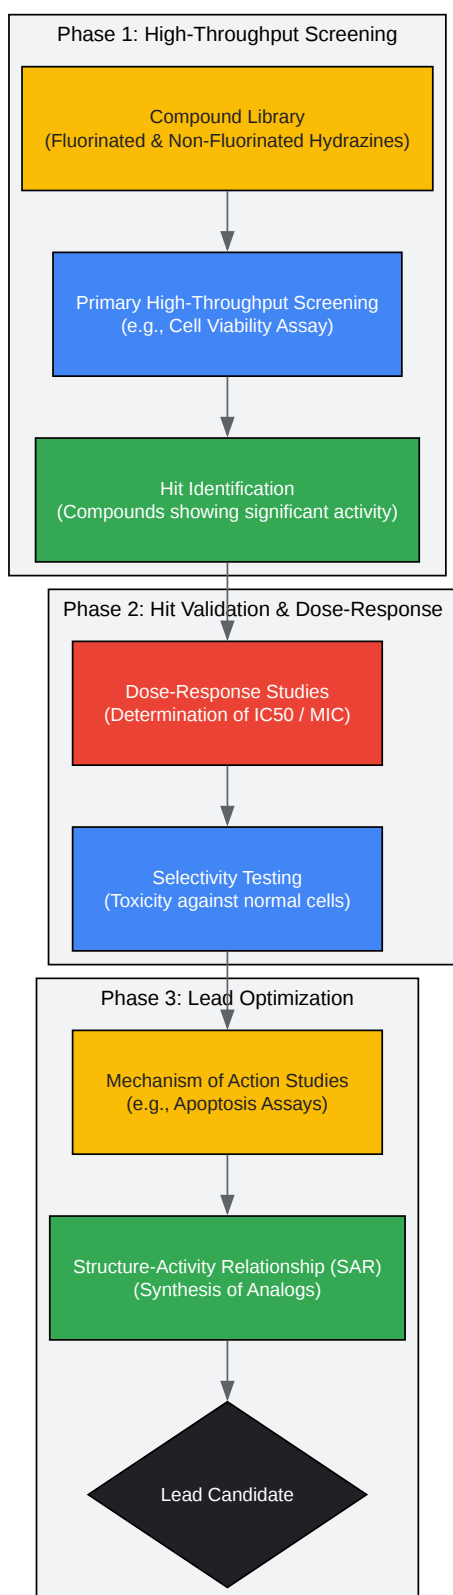 Phase 1: High-Throughput Screening
Compound Library
(Fluorinated & Non-Fluorinated Hydrazines)
Primary High-Throughput Screening
(e.g., Cell Viability Assay)
Hit Identification
(Compounds showing significant activity)
Phase 2: Hit Validation & Dose-Response
Dose-Response Studies
(Determination of IC50 / MIC)
Selectivity Testing
(Toxicity against normal cells)
Phase 3: Lead Optimization
Mechanism of Action Studies
(e.g., Apoptosis Assays)
Structure-Activity Relationship (SAR)
(Synthesis of Analogs)
Lead Candidate